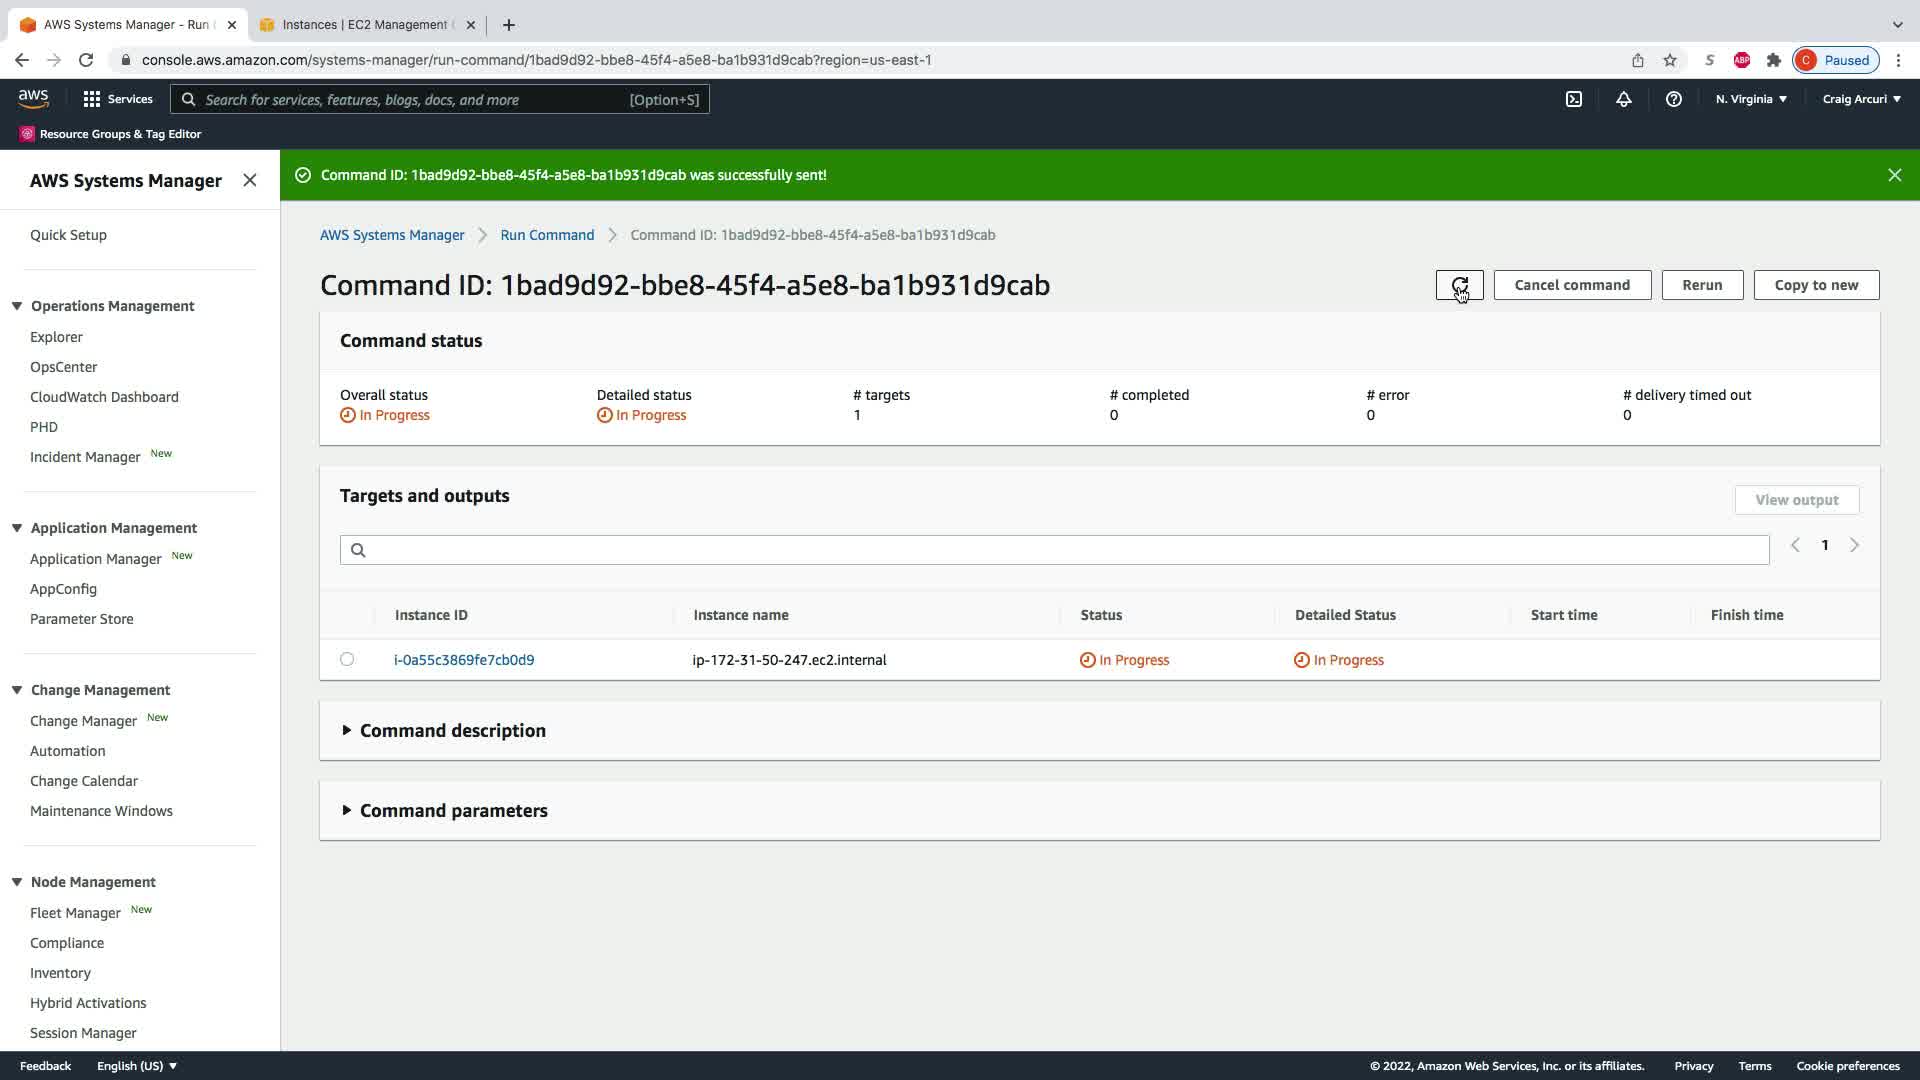 AWS Systems Manager - Run
Instances | EC2 Management
console.aws.amazon.com/systems-manager/run-command/1bad9d92-bbe8-45f4-a5e8-ba1b931d9cab?region=us-east-1
S
ABP
C Paused
aws
Services
Search for services, features, blogs, docs, and more [Option+S]
N. Virginia
Craig Arcuri
Resource Groups & Tag Editor
AWS Systems Manager
Command ID: 1bad9d92-bbe8-45f4-a5e8-ba1b931d9cab was successfully sent!
Quick Setup
Operations Management
Explorer
OpsCenter
CloudWatch Dashboard
PHD
Incident Manager New
Application Management
Application Manager New
AppConfig
Parameter Store
Change Management
Change Manager New
Automation
Change Calendar
Maintenance Windows
Node Management
Fleet Manager New
Compliance
Inventory
Hybrid Activations
Session Manager
AWS Systems Manager
Run Command
Command ID: 1bad9d92-bbe8-45f4-a5e8-ba1b931d9cab
Command ID: 1bad9d92-bbe8-45f4-a5e8-ba1b931d9cab
Cancel command
Rerun
Copy to new
Command status
Overall status Detailed status # targets # completed # error # delivery timed out
In Progress In Progress 1 0 0 0
Targets and outputs
View output
1
Instance ID Instance name Status Detailed Status Start time Finish time
i-0a55c3869fe7cb0d9 ip-172-31-50-247.ec2.internal In Progress In Progress
Command description
Command parameters
Feedback English (US) © 2022, Amazon Web Services, Inc. or its affiliates. Privacy Terms Cookie preferences